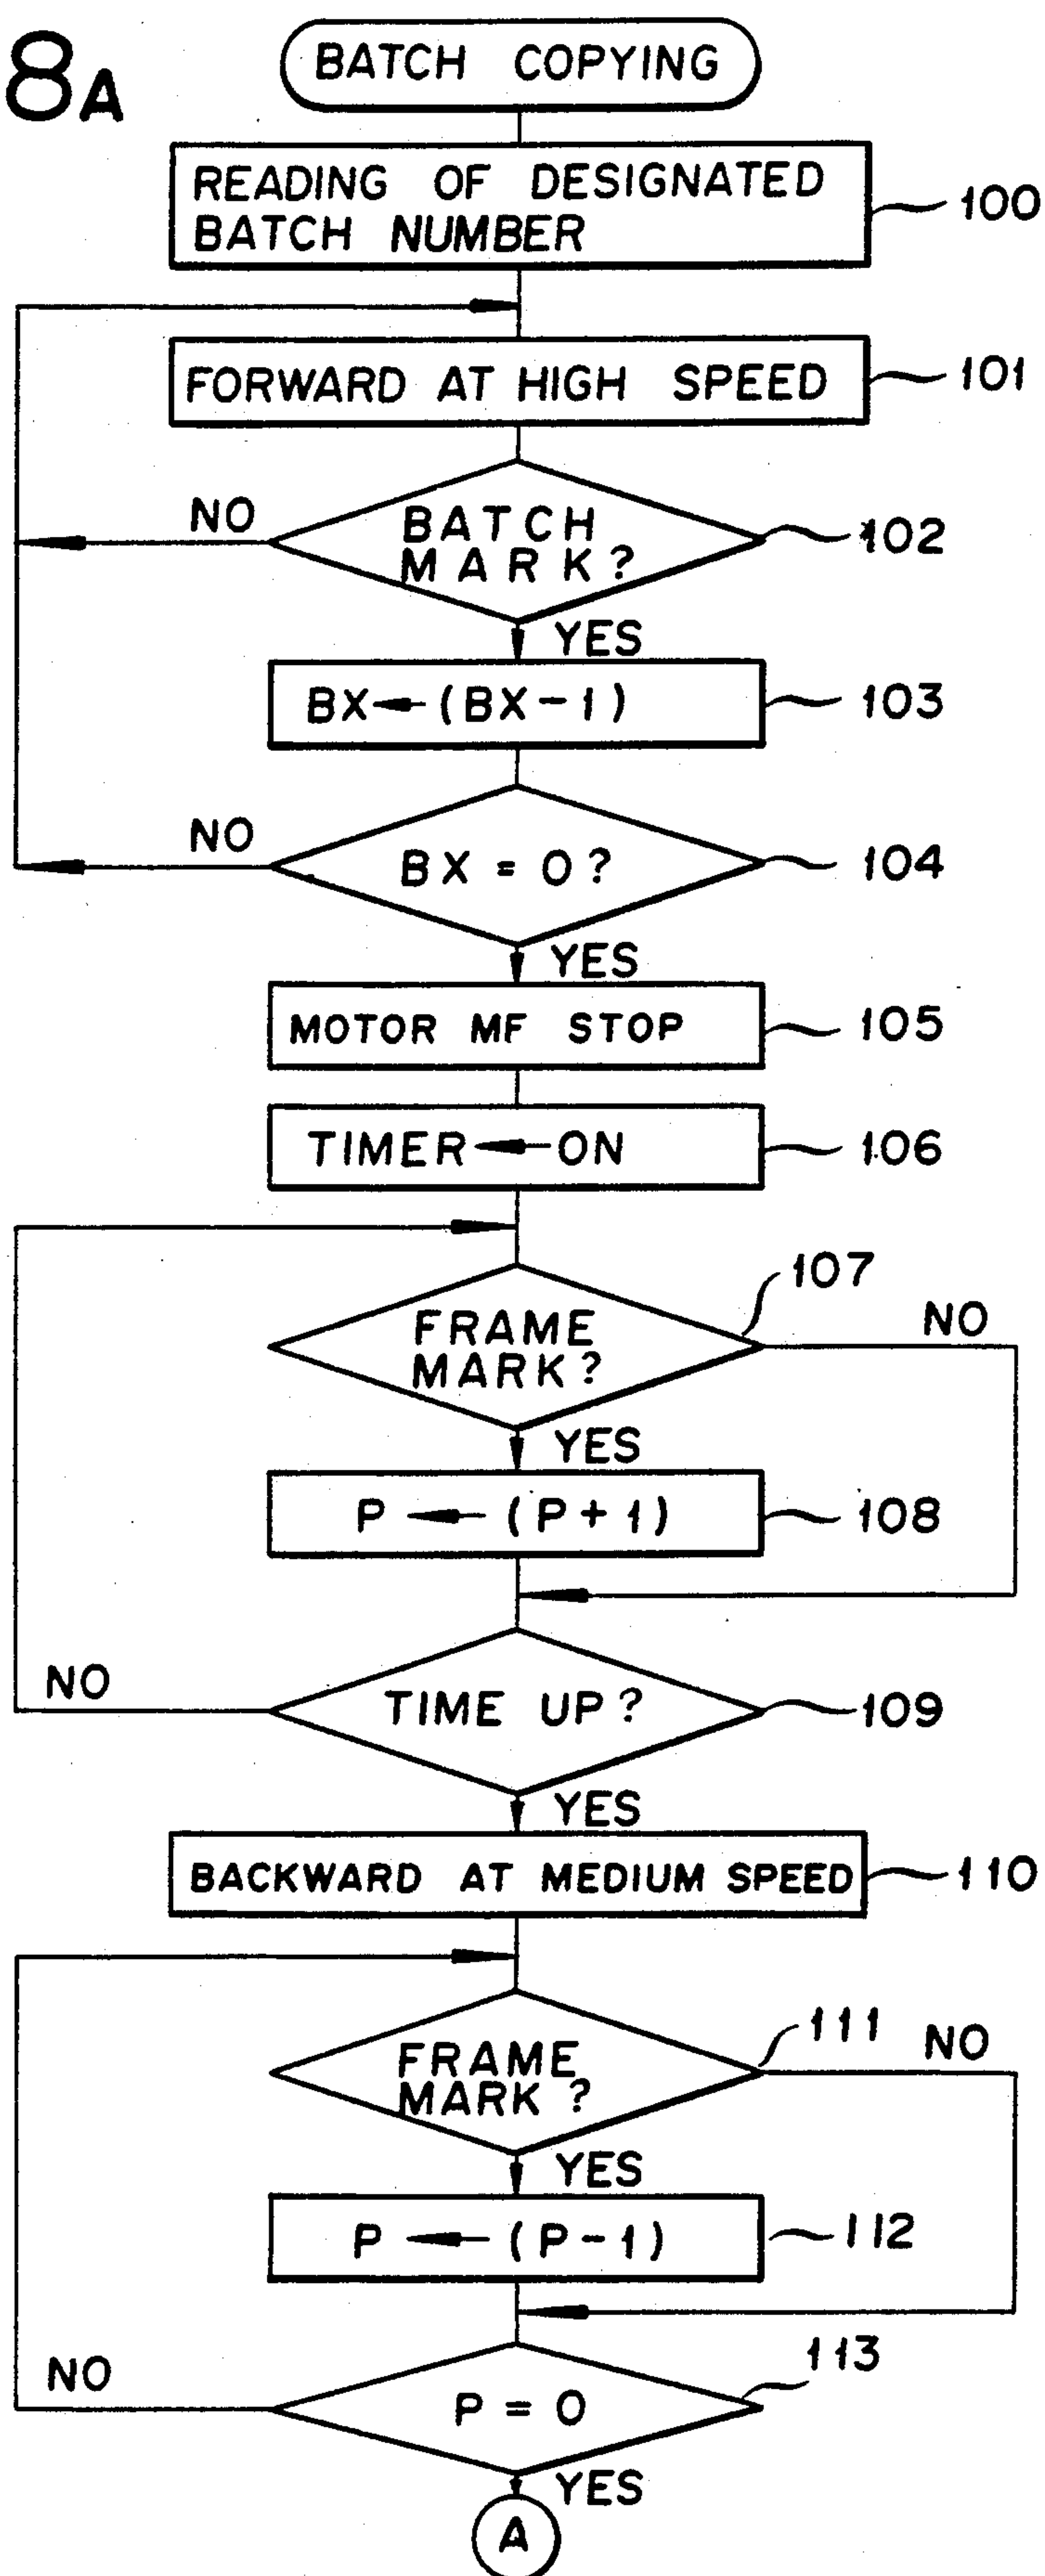 8A
BATCH COPYING
READING OF DESIGNATED
BATCH NUMBER
100
FORWARD AT HIGH SPEED
101
BATCH
MARK?
102
NO
YES
BX ← (BX-1)
103
BX = 0?
104
NO
YES
MOTOR MF STOP
105
TIMER ← ON
106
FRAME
MARK?
107
NO
YES
P ← (P+1)
108
TIME UP?
109
NO
YES
BACKWARD AT MEDIUM SPEED
110
FRAME
MARK?
111
NO
YES
P ← (P-1)
112
P = 0
113
NO
YES
A